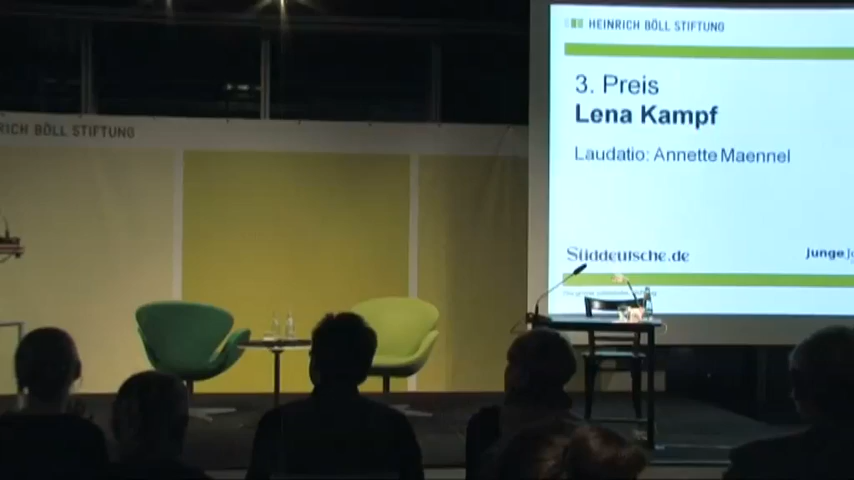 HEINRICH BÖLL STIFTUNG
RICH BÖLL STIFTUNG
3. Preis
Lena Kampf
Laudatio: Annette Maennel
Süddeutsche.de
junge